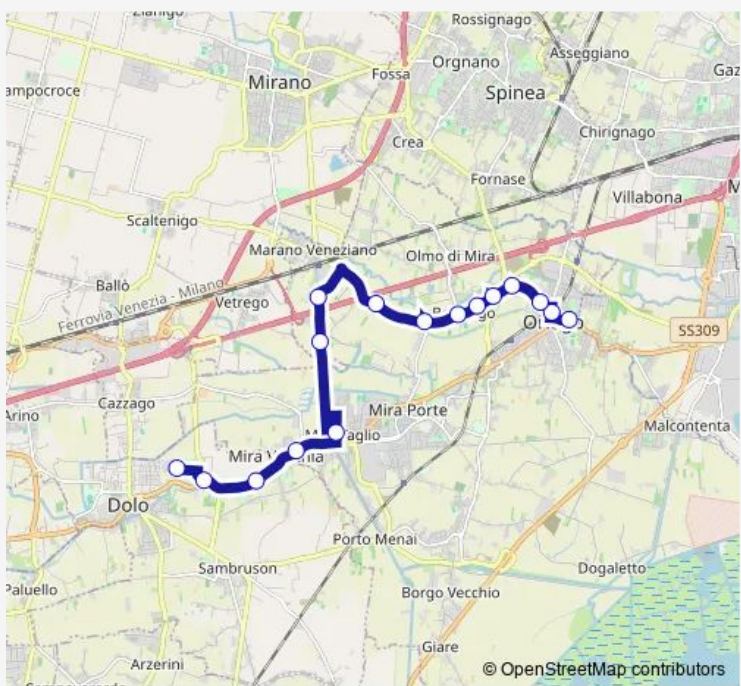 Zianigo
Rossignago
Asseggiano
Fossa
Orgnano
Mirano
Spinea
Crea
Chirignago
Fornase
Villabona
Scaltenigo
Marano Veneziano
Olmo di Mira
Ballò
Ferrovia Venezia - Milano
Vetrego
SS309
Cazzago
Mira Porte
Malcontenta
Dolo
Porto Menai
Sambruson
Dogaletto
Paluello
Borgo Vecchio
Giare
Arzerini
© OpenStreetMap contributors